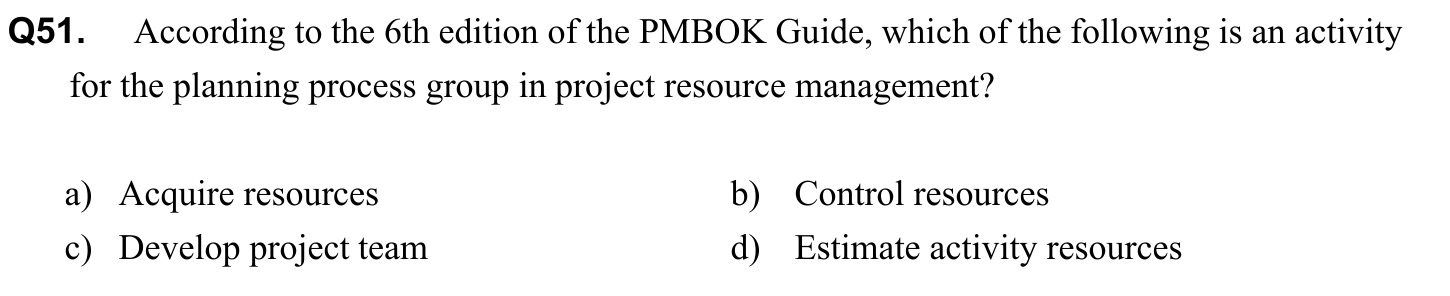 Q51. According to the 6th edition of the PMBOK Guide, which of the following is an activity
for the planning process group in project resource management?
a) Acquire resources b) Control resources
c) Develop project team d) Estimate activity resources